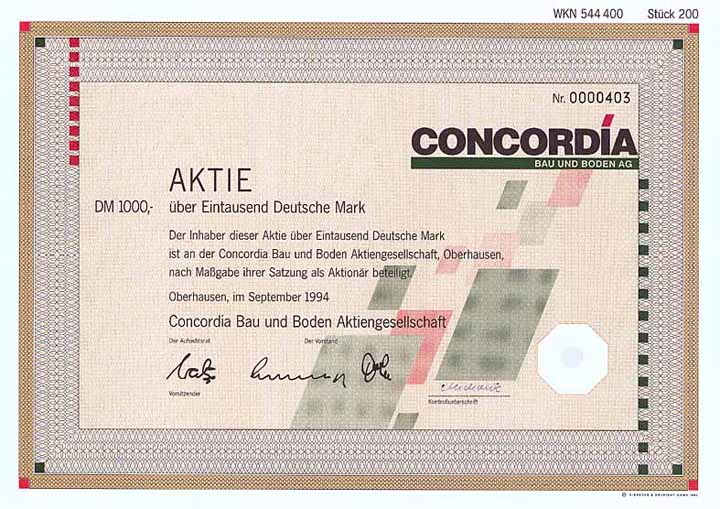 WKN 544 400 Stück 200
Nr. 0000403
CONCORDÍA
BAU UND BODEN AG
AKTIE
DM 1000,- über Eintausend Deutsche Mark
Der Inhaber dieser Aktie über Eintausend Deutsche Mark
ist an der Concordia Bau und Boden Aktiengesellschaft, Oberhausen,
nach Maßgabe ihrer Satzung als Aktionär beteiligt.
Oberhausen, im September 1994
Concordia Bau und Boden Aktiengesellschaft
Der Aufsichtsrat Der Vorstand
Vorsitzender
Kontrollunterschrift